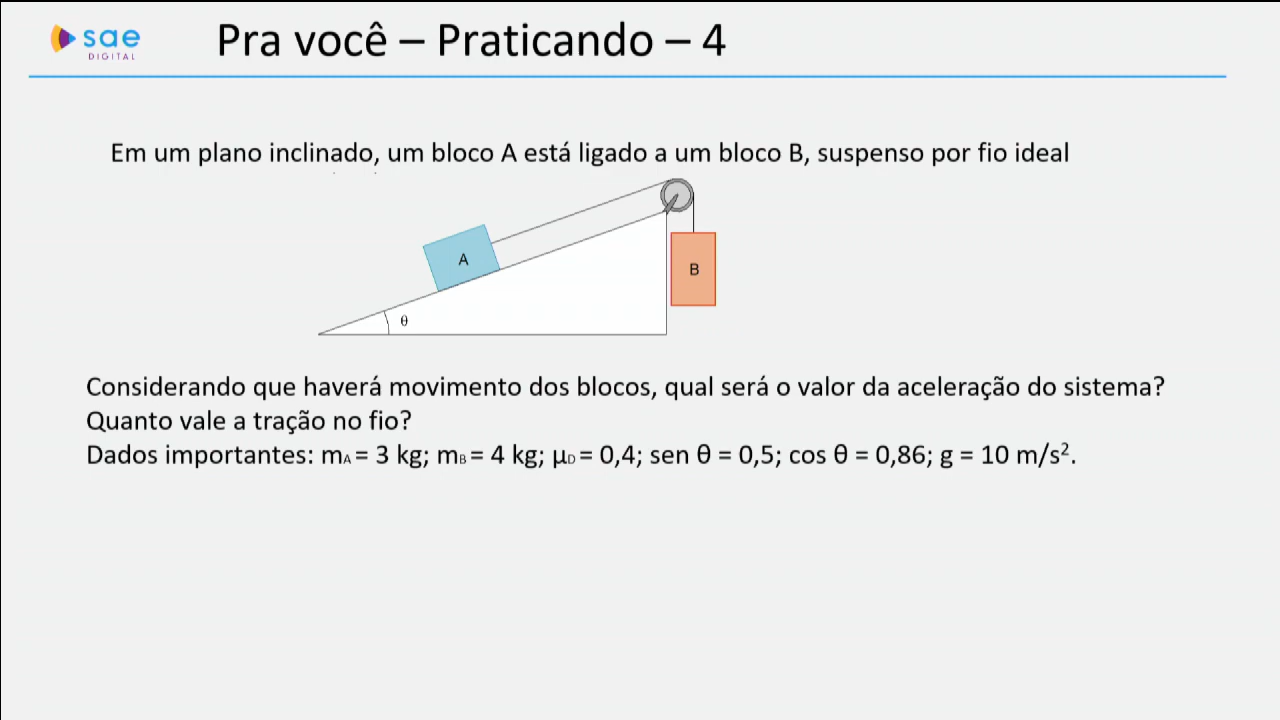 sae
DIGITAL
Pra você – Praticando – 4
Em um plano inclinado, um bloco A está ligado a um bloco B, suspenso por fio ideal
A
B
θ
Considerando que haverá movimento dos blocos, qual será o valor da aceleração do sistema?
Quanto vale a tração no fio?
Dados importantes: mA = 3 kg; mB = 4 kg; µD = 0,4; sen θ = 0,5; cos θ = 0,86; g = 10 m/s².